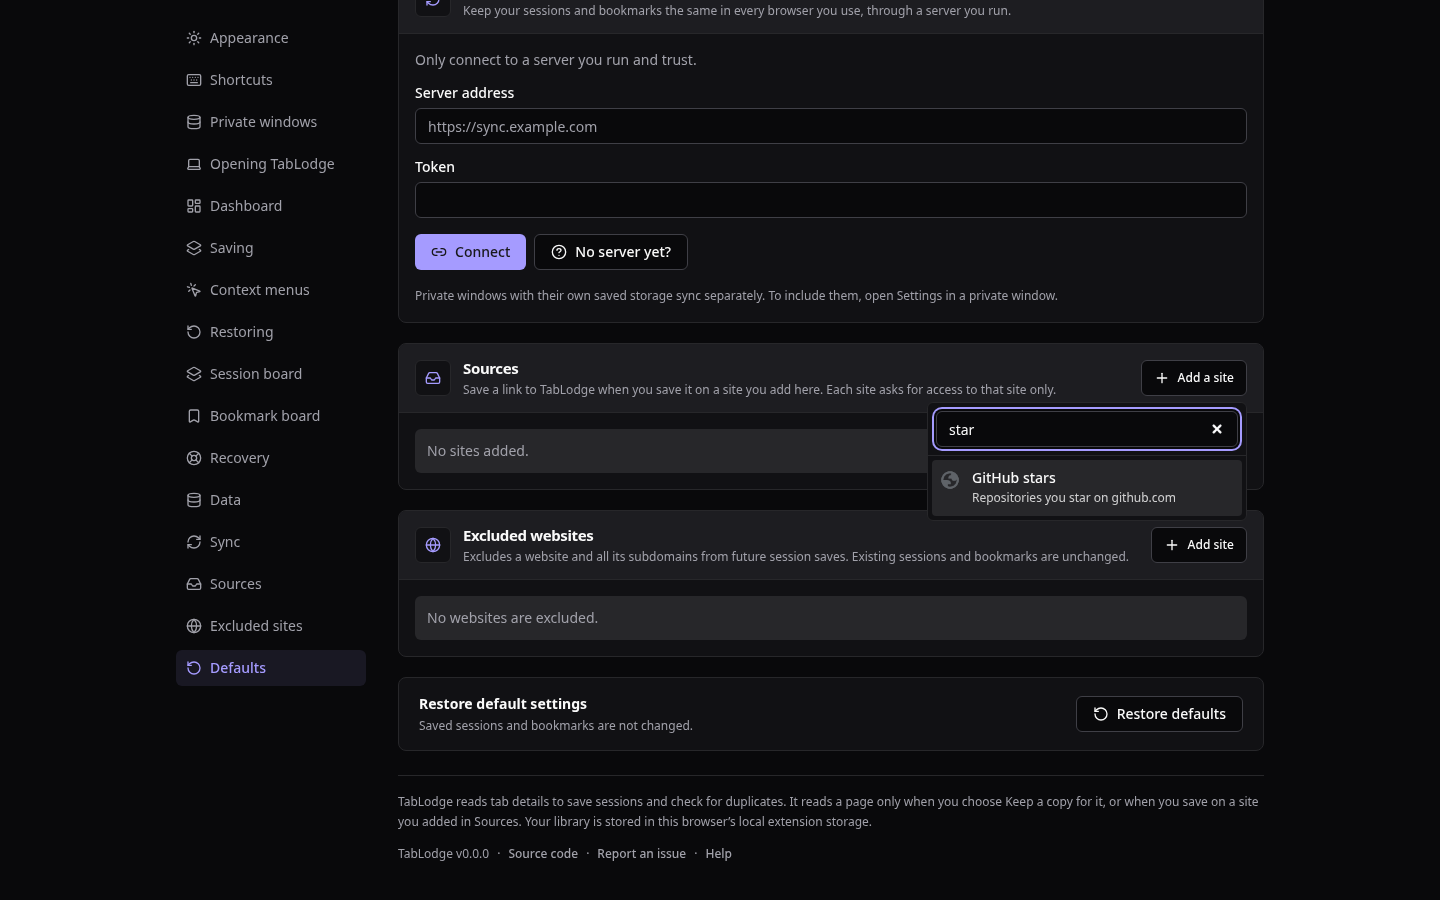 Keep your sessions and bookmarks the same in every browser you use, through a server you run.
Appearance
Shortcuts
Private windows
Opening TabLodge
Dashboard
Saving
Context menus
Restoring
Session board
Bookmark board
Recovery
Data
Sync
Sources
Excluded sites
Defaults
Only connect to a server you run and trust.
Server address
https://sync.example.com
Token
Connect
No server yet?
Private windows with their own saved storage sync separately. To include them, open Settings in a private window.
Sources
Save a link to TabLodge when you save it on a site you add here. Each site asks for access to that site only.
Add a site
star
No sites added.
GitHub stars
Repositories you star on github.com
Excluded websites
Excludes a website and all its subdomains from future session saves. Existing sessions and bookmarks are unchanged.
Add site
No websites are excluded.
Restore default settings
Saved sessions and bookmarks are not changed.
Restore defaults
TabLodge reads tab details to save sessions and check for duplicates. It reads a page only when you choose Keep a copy for it, or when you save on a site
you added in Sources. Your library is stored in this browser’s local extension storage.
TabLodge v0.0.0 · Source code · Report an issue · Help